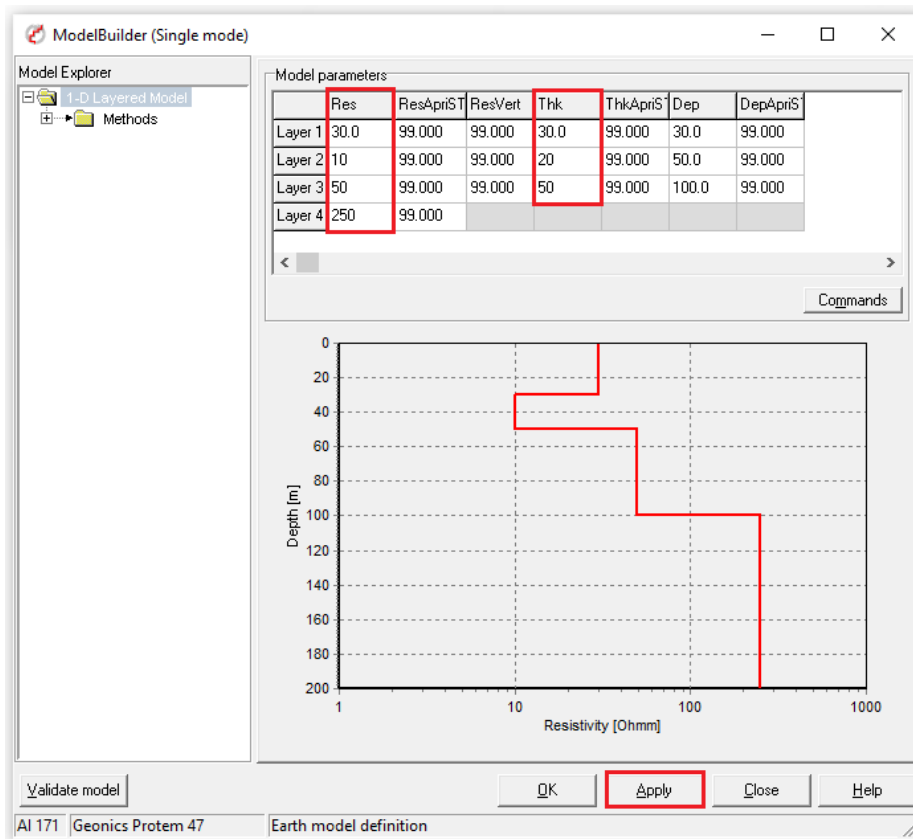 ModelBuilder (Single mode)
Model Explorer
1-D Layered Model
Methods
Model parameters
Res ResApriST ResVert Thk ThkApriS Dep DepApriS
Layer 1 30.0 99.000 99.000 30.0 99.000 30.0 99.000
Layer 2 10 99.000 99.000 20 99.000 50.0 99.000
Layer 3 50 99.000 99.000 50 99.000 100.0 99.000
Layer 4 250 99.000
Commands
0
20
40
60
80
100
120
140
160
180
200
Depth [m]
1 10 100 1000
Resistivity [Ohmm]
Validate model OK Apply Close Help
AI 171 Geonics Protem 47 Earth model definition